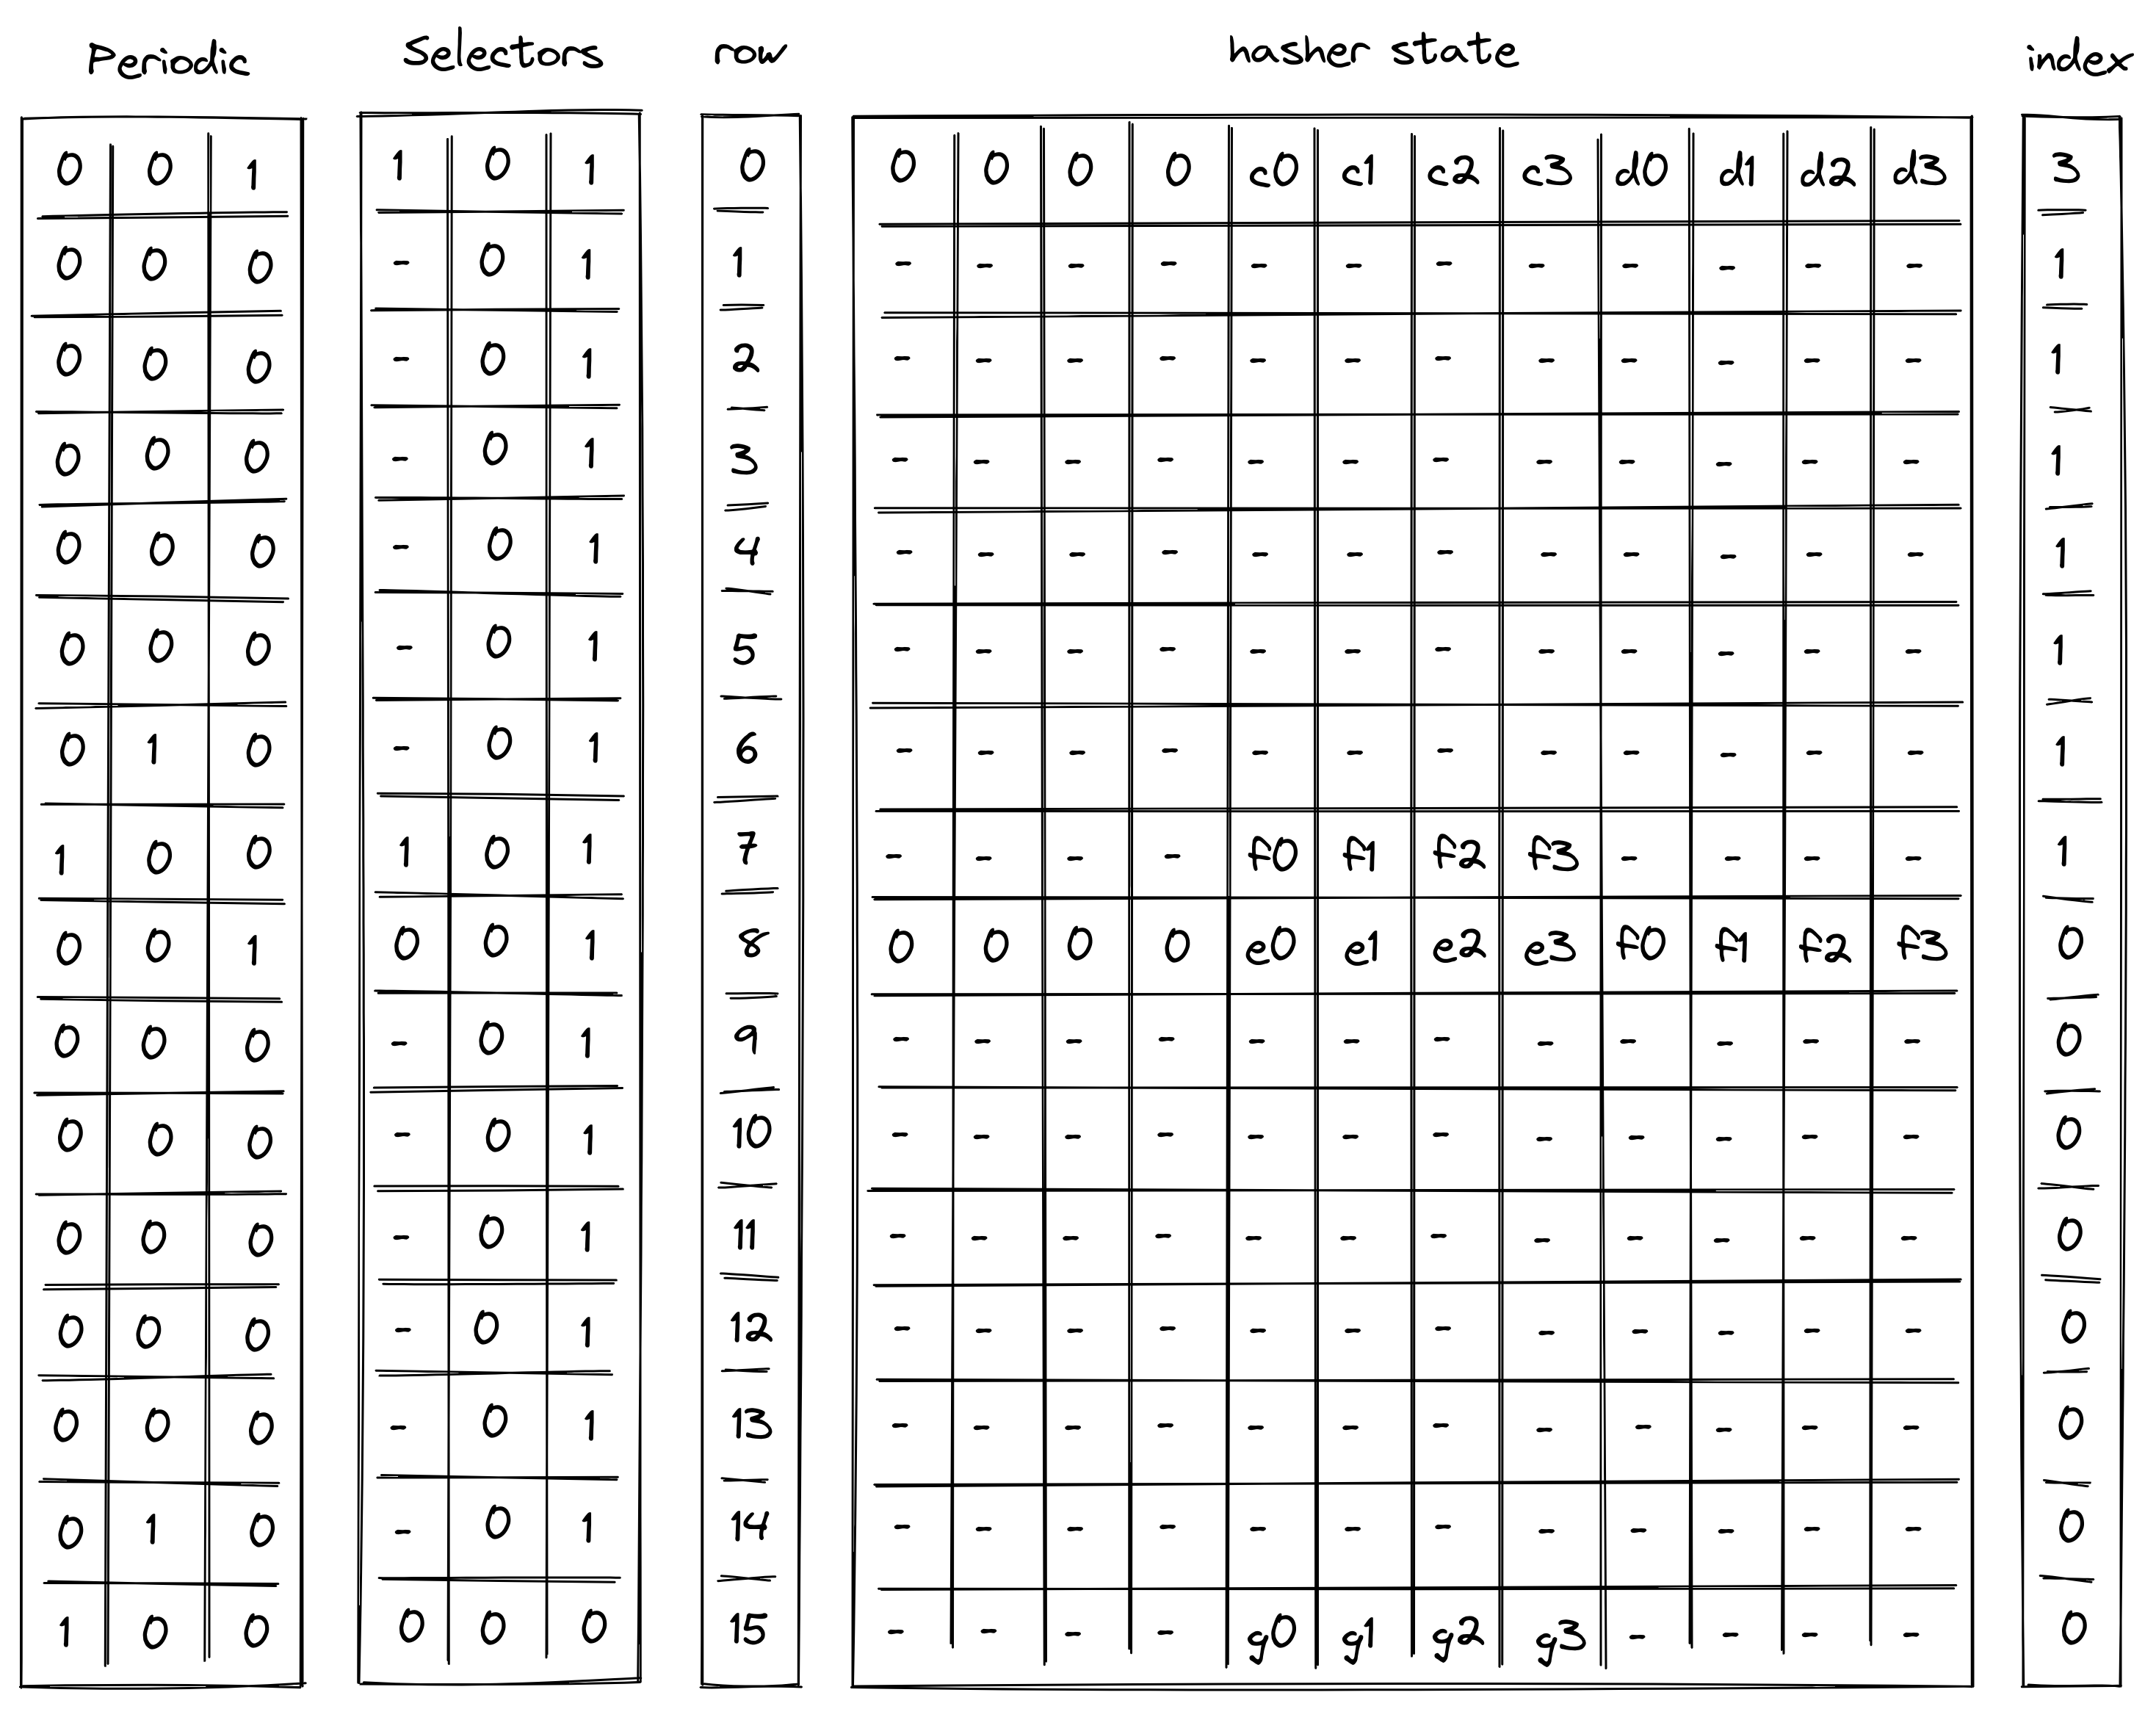 Periodic Selectors row hasher state index
0 0 1 1 0 1 0 0 0 0 0 c0 c1 c2 c3 d0 d1 d2 d3 3
0 0 0 - 0 1 1 - - - - - - - - - - - - 1
0 0 0 - 0 1 2 - - - - - - - - - - - - 1
0 0 0 - 0 1 3 - - - - - - - - - - - - 1
0 0 0 - 0 1 4 - - - - - - - - - - - - 1
0 0 0 - 0 1 5 - - - - - - - - - - - - 1
0 1 0 - 0 1 6 - - - - - - - - - - - - 1
1 0 0 1 0 1 7 - - - - f0 f1 f2 f3 - - - - 1
0 0 1 0 0 1 8 0 0 0 0 e0 e1 e2 e3 f0 f1 f2 f3 0
0 0 0 - 0 1 9 - - - - - - - - - - - - 0
0 0 0 - 0 1 10 - - - - - - - - - - - - 0
0 0 0 - 0 1 11 - - - - - - - - - - - - 0
0 0 0 - 0 1 12 - - - - - - - - - - - - 0
0 0 0 - 0 1 13 - - - - - - - - - - - - 0
0 1 0 - 0 1 14 - - - - - - - - - - - - 0
1 0 0 0 0 0 15 - - - - g0 g1 g2 g3 - - - - 0